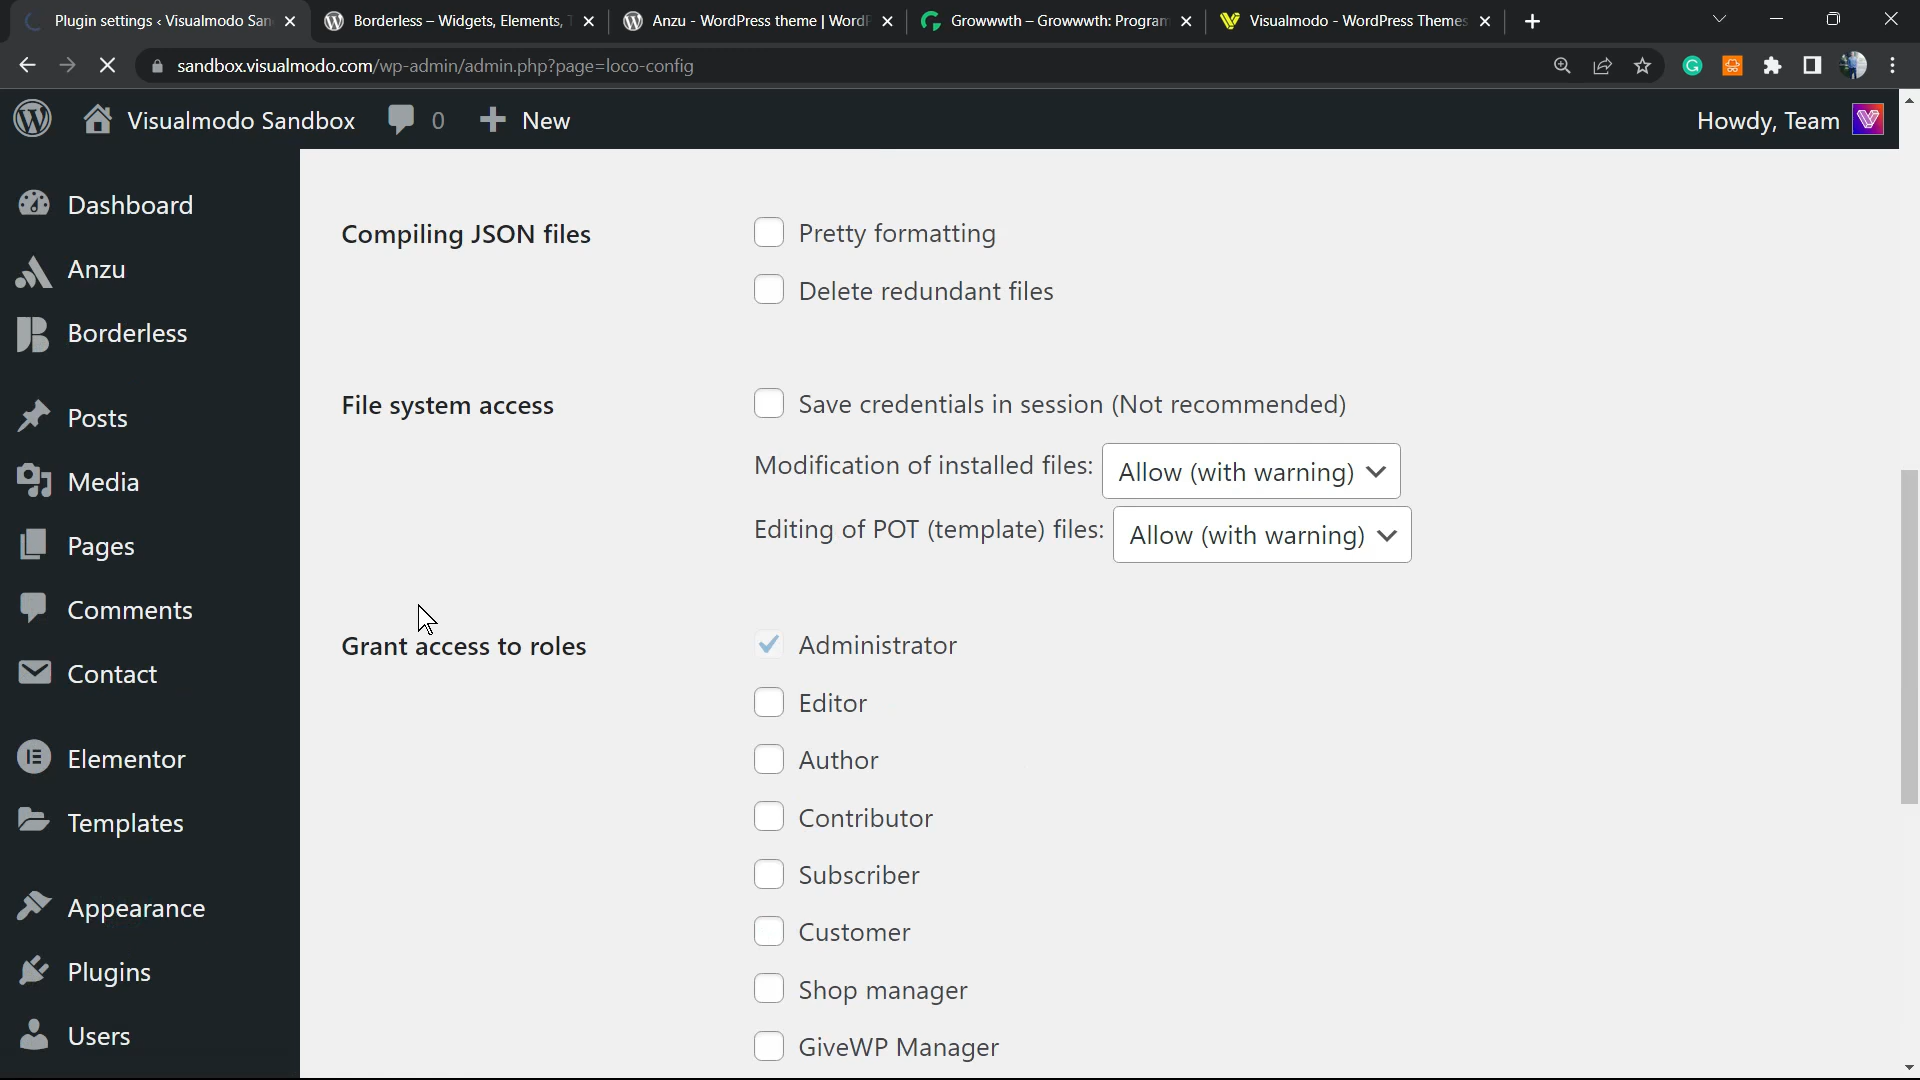 Plugin settings ‹ Visualmodo San
Borderless – Widgets, Elements, T
Anzu - WordPress theme | WordP
Growwwth – Growwwth: Program
Visualmodo - WordPress Themes
sandbox.visualmodo.com/wp-admin/admin.php?page=loco-config
Visualmodo Sandbox
0
New
Howdy, Team
Dashboard
Anzu
Borderless
Posts
Media
Pages
Comments
Contact
Elementor
Templates
Appearance
Plugins
Users
Compiling JSON files
Pretty formatting
Delete redundant files
File system access
Save credentials in session (Not recommended)
Modification of installed files: Allow (with warning)
Editing of POT (template) files: Allow (with warning)
Grant access to roles
Administrator
Editor
Author
Contributor
Subscriber
Customer
Shop manager
GiveWP Manager